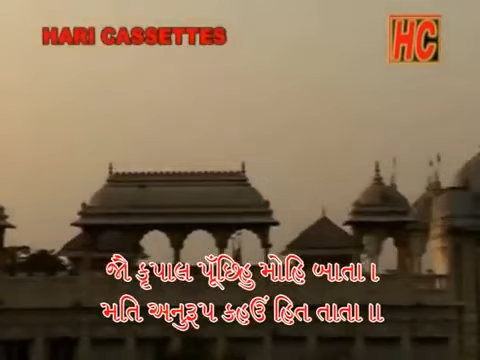 HARI CASSETTES
HC
જૌ કૃપાલ પૂઁછિહુ મોહિ બાતા ।
મતિ અનુરૂપ કહઉઁ હિત તાતા ॥